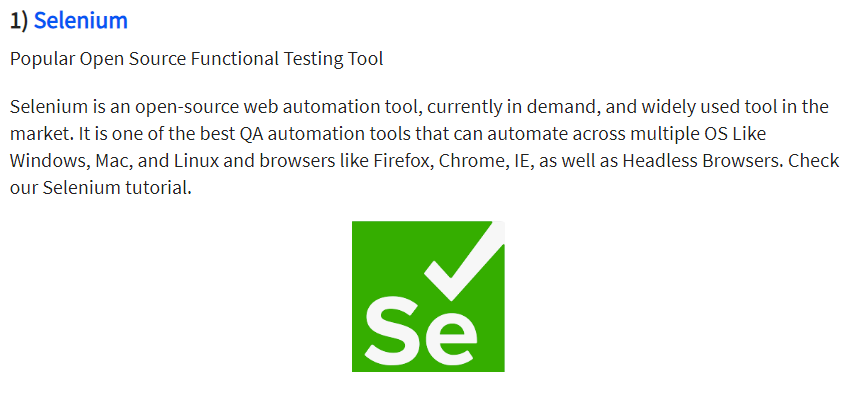 1) Selenium
Popular Open Source Functional Testing Tool
Selenium is an open-source web automation tool, currently in demand, and widely used tool in the
market. It is one of the best QA automation tools that can automate across multiple OS Like
Windows, Mac, and Linux and browsers like Firefox, Chrome, IE, as well as Headless Browsers. Check
our Selenium tutorial.
Se